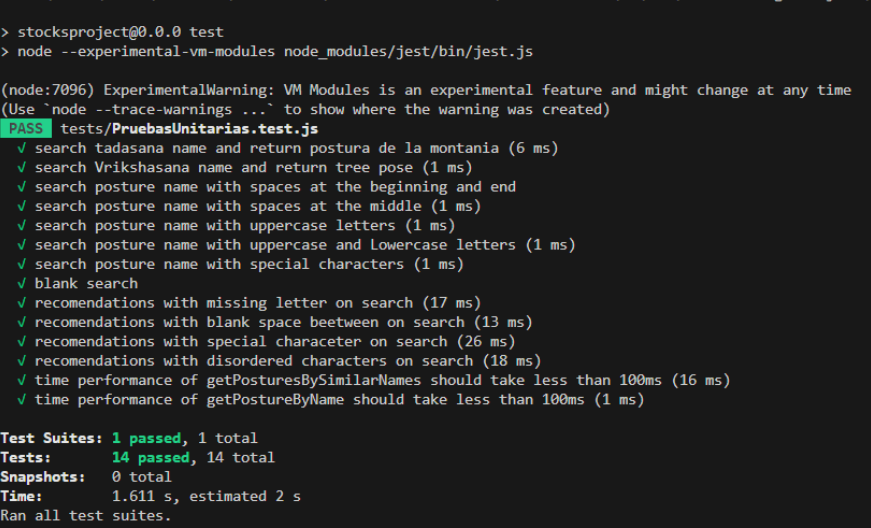 > stocksproject@0.0.0 test
> node --experimental-vm-modules node_modules/jest/bin/jest.js
(node:7096) ExperimentalWarning: VM Modules is an experimental feature and might change at any time
(Use `node --trace-warnings ...` to show where the warning was created)
PASS tests/PruebasUnitarias.test.js
√ search tadasana name and return postura de la montania (6 ms)
√ search Vrikshasana name and return tree pose (1 ms)
√ search posture name with spaces at the beginning and end
√ search posture name with spaces at the middle (1 ms)
√ search posture name with uppercase letters (1 ms)
√ search posture name with uppercase and Lowercase letters (1 ms)
√ search posture name with special characters (1 ms)
√ blank search
√ recomendations with missing letter on search (17 ms)
√ recomendations with blank space beetween on search (13 ms)
√ recomendations with special characeter on search (26 ms)
√ recomendations with disordered characters on search (18 ms)
√ time performance of getPosturesBySimilarNames should take less than 100ms (16 ms)
√ time performance of getPostureByName should take less than 100ms (1 ms)
Test Suites: 1 passed, 1 total
Tests: 14 passed, 14 total
Snapshots: 0 total
Time: 1.611 s, estimated 2 s
Ran all test suites.